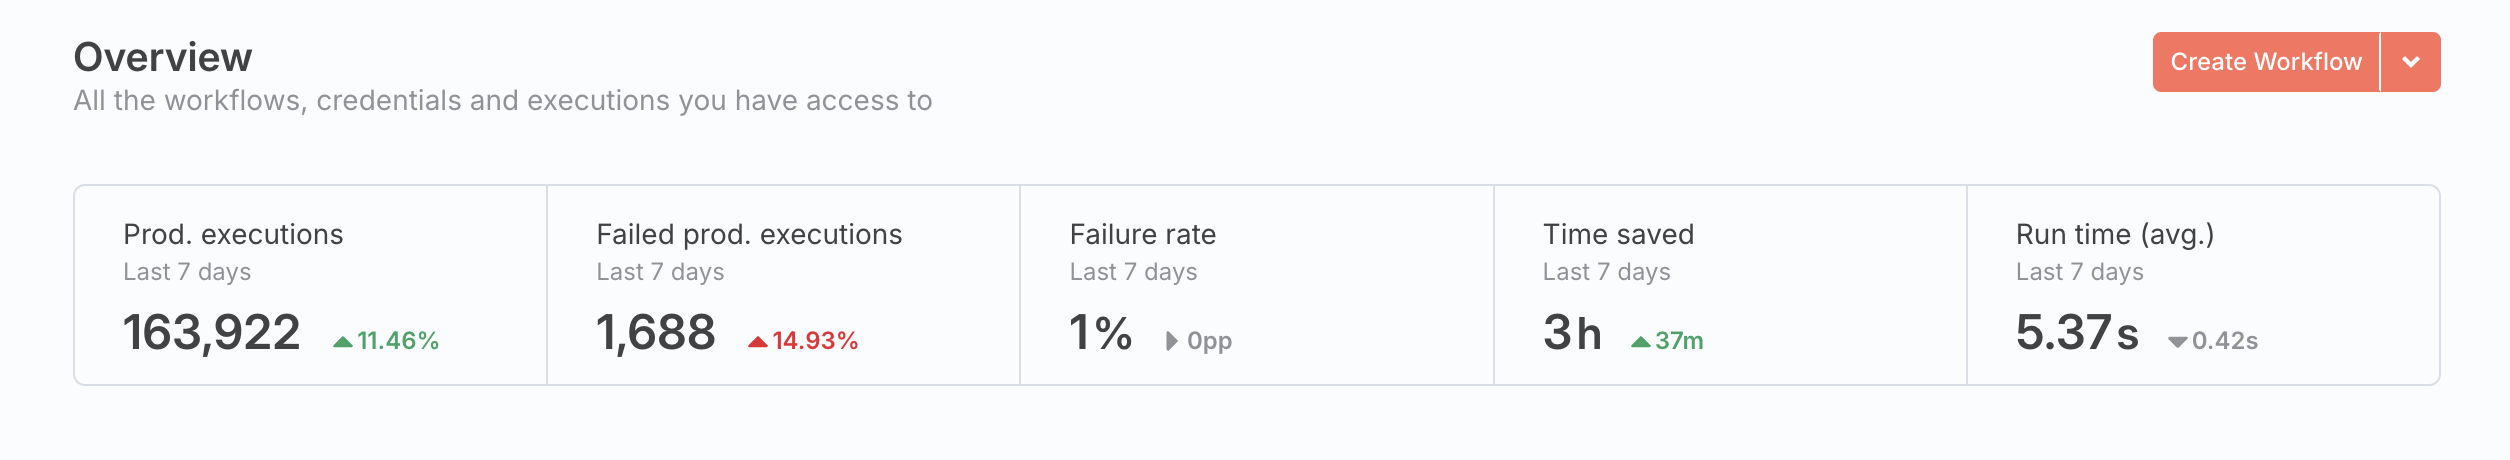 Overview
All the workflows, credentials and executions you have access to
Create Workflow
Prod. executions
Last 7 days
163,922 11.46%
Failed prod. executions
Last 7 days
1,688 14.93%
Failure rate
Last 7 days
1% 0pp
Time saved
Last 7 days
3h 37m
Run time (avg.)
Last 7 days
5.37s 0.42s